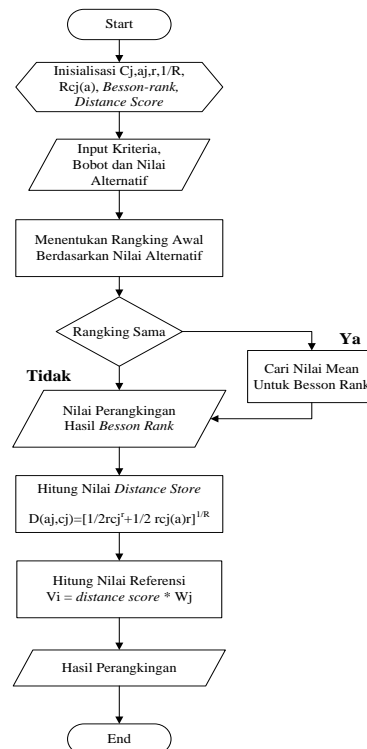 Start
Inisialisasi Cj,aj,r,1/R,
Rcj(a), Besson-rank,
Distance Score
Input Kriteria,
Bobot dan Nilai
Alternatif
Menentukan Rangking Awal
Berdasarkan Nilai Alternatif
Rangking Sama
Ya
Cari Nilai Mean
Untuk Besson Rank
Tidak
Nilai Perangkingan
Hasil Besson Rank
Hitung Nilai Distance Store
D(aj,cj)=[1/2rcjʳ+1/2 rcj(a)r]¹/ᴿ
Hitung Nilai Referensi
Vi = distance score * Wj
Hasil Perangkingan
End